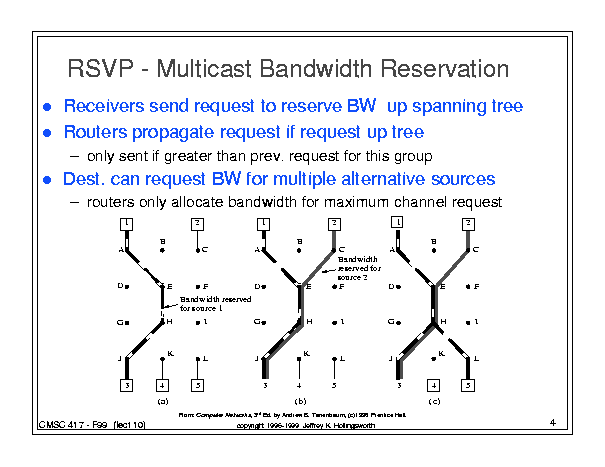 RSVP - Multicast Bandwidth Reservation
● Receivers send request to reserve BW up spanning tree
● Routers propagate request if request up tree
– only sent if greater than prev. request for this group
● Dest. can request BW for multiple alternative sources
– routers only allocate bandwidth for maximum channel request
1 2 1 2 1 2
B B B
A C A C A C
Bandwidth
reserved for
source 2
D E F D E F D E F
Bandwidth reserved
for source 1
G H I G H I G H I
K K K
J L J L J L
3 4 5 3 4 5 3 4 5
(a) (b) (c)
From: Computer Networks, 3rd Ed. by Andrew S. Tanenbaum, (c)1996 Prentice Hall.
CMSC 417 - F99 (lect 10) copyright 1996-1999 Jeffrey K. Hollingsworth 4